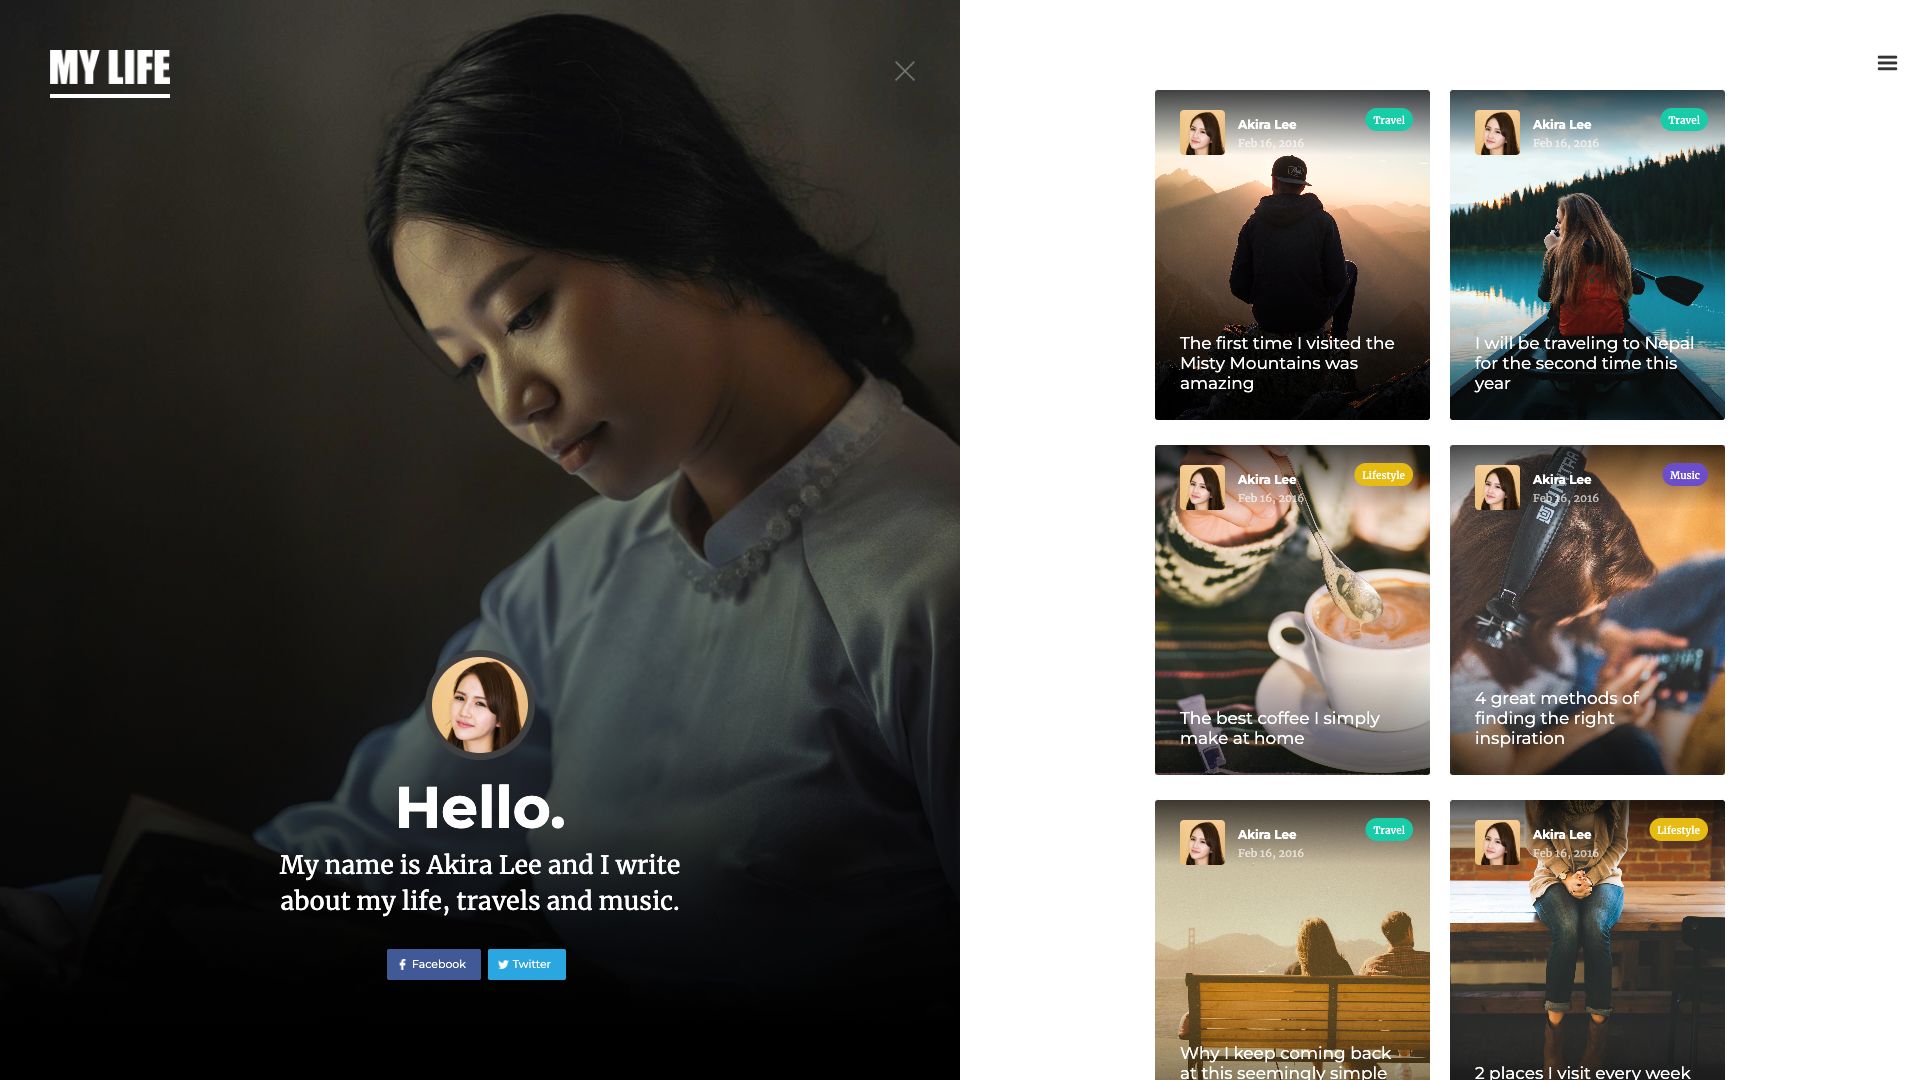 MY LIFE
Hello.
My name is Akira Lee and I write
about my life, travels and music.
Facebook
Twitter
Akira Lee
Feb 16, 2016
Travel
The first time I visited the
Misty Mountains was
amazing
Akira Lee
Feb 16, 2016
Travel
I will be traveling to Nepal
for the second time this
year
Akira Lee
Feb 16, 2016
Lifestyle
The best coffee I simply
make at home
Akira Lee
Feb 16, 2016
Music
4 great methods of
finding the right
inspiration
Akira Lee
Feb 16, 2016
Travel
Why I keep coming back
at this seemingly simple
Akira Lee
Feb 16, 2016
Lifestyle
2 places I visit every week